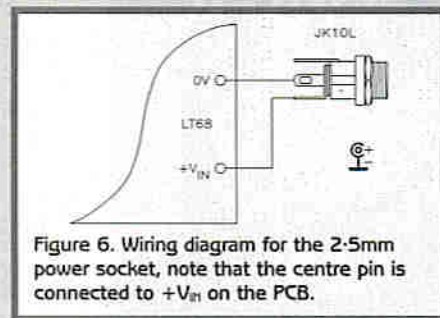 JK10L
0V
LT68
+VIN
+
-
Figure 6. Wiring diagram for the 2·5mm
power socket, note that the centre pin is
connected to +VIN on the PCB.